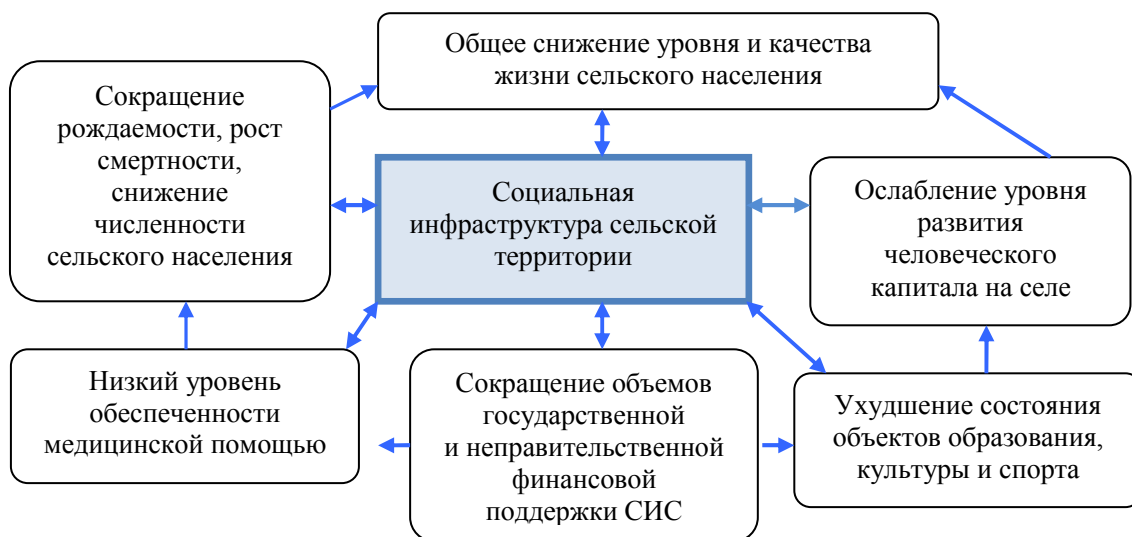 Общее снижение уровня и качества
жизни сельского населения
Сокращение
рождаемости, рост
смертности,
снижение
численности
сельского населения
Социальная
инфраструктура сельской
территории
Ослабление уровня
развития
человеческого
капитала на селе
Низкий уровень
обеспеченности
медицинской помощью
Сокращение объемов
государственной
и неправительственной
финансовой
поддержки СИС
Ухудшение состояния
объектов образования,
культуры и спорта